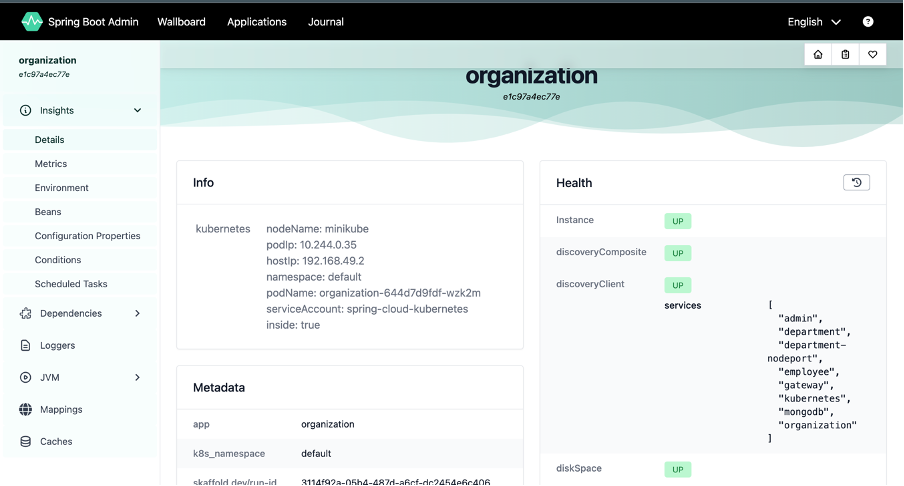 Spring Boot Admin Wallboard Applications Journal English
organization
e1c97a4ec77e
Insights
Details
Metrics
Environment
Beans
Configuration Properties
Conditions
Scheduled Tasks
Dependencies
Loggers
JVM
Mappings
Caches
organization
e1c97a4ec77e
Info
kubernetes nodeName: minikube
podIp: 10.244.0.35
hostIp: 192.168.49.2
namespace: default
podName: organization-644d7d9fdf-wzk2m
serviceAccount: spring-cloud-kubernetes
inside: true
Metadata
app organization
k8s_namespace default
skaffold.dev/run-id 3114f92a-05b4-487d-a6cf-dc2454e6c406
Health
Instance UP
discoveryComposite UP
discoveryClient UP
services [
"admin",
"department",
"department-
nodeport",
"employee",
"gateway",
"kubernetes",
"mongodb",
"organization"
]
diskSpace UP